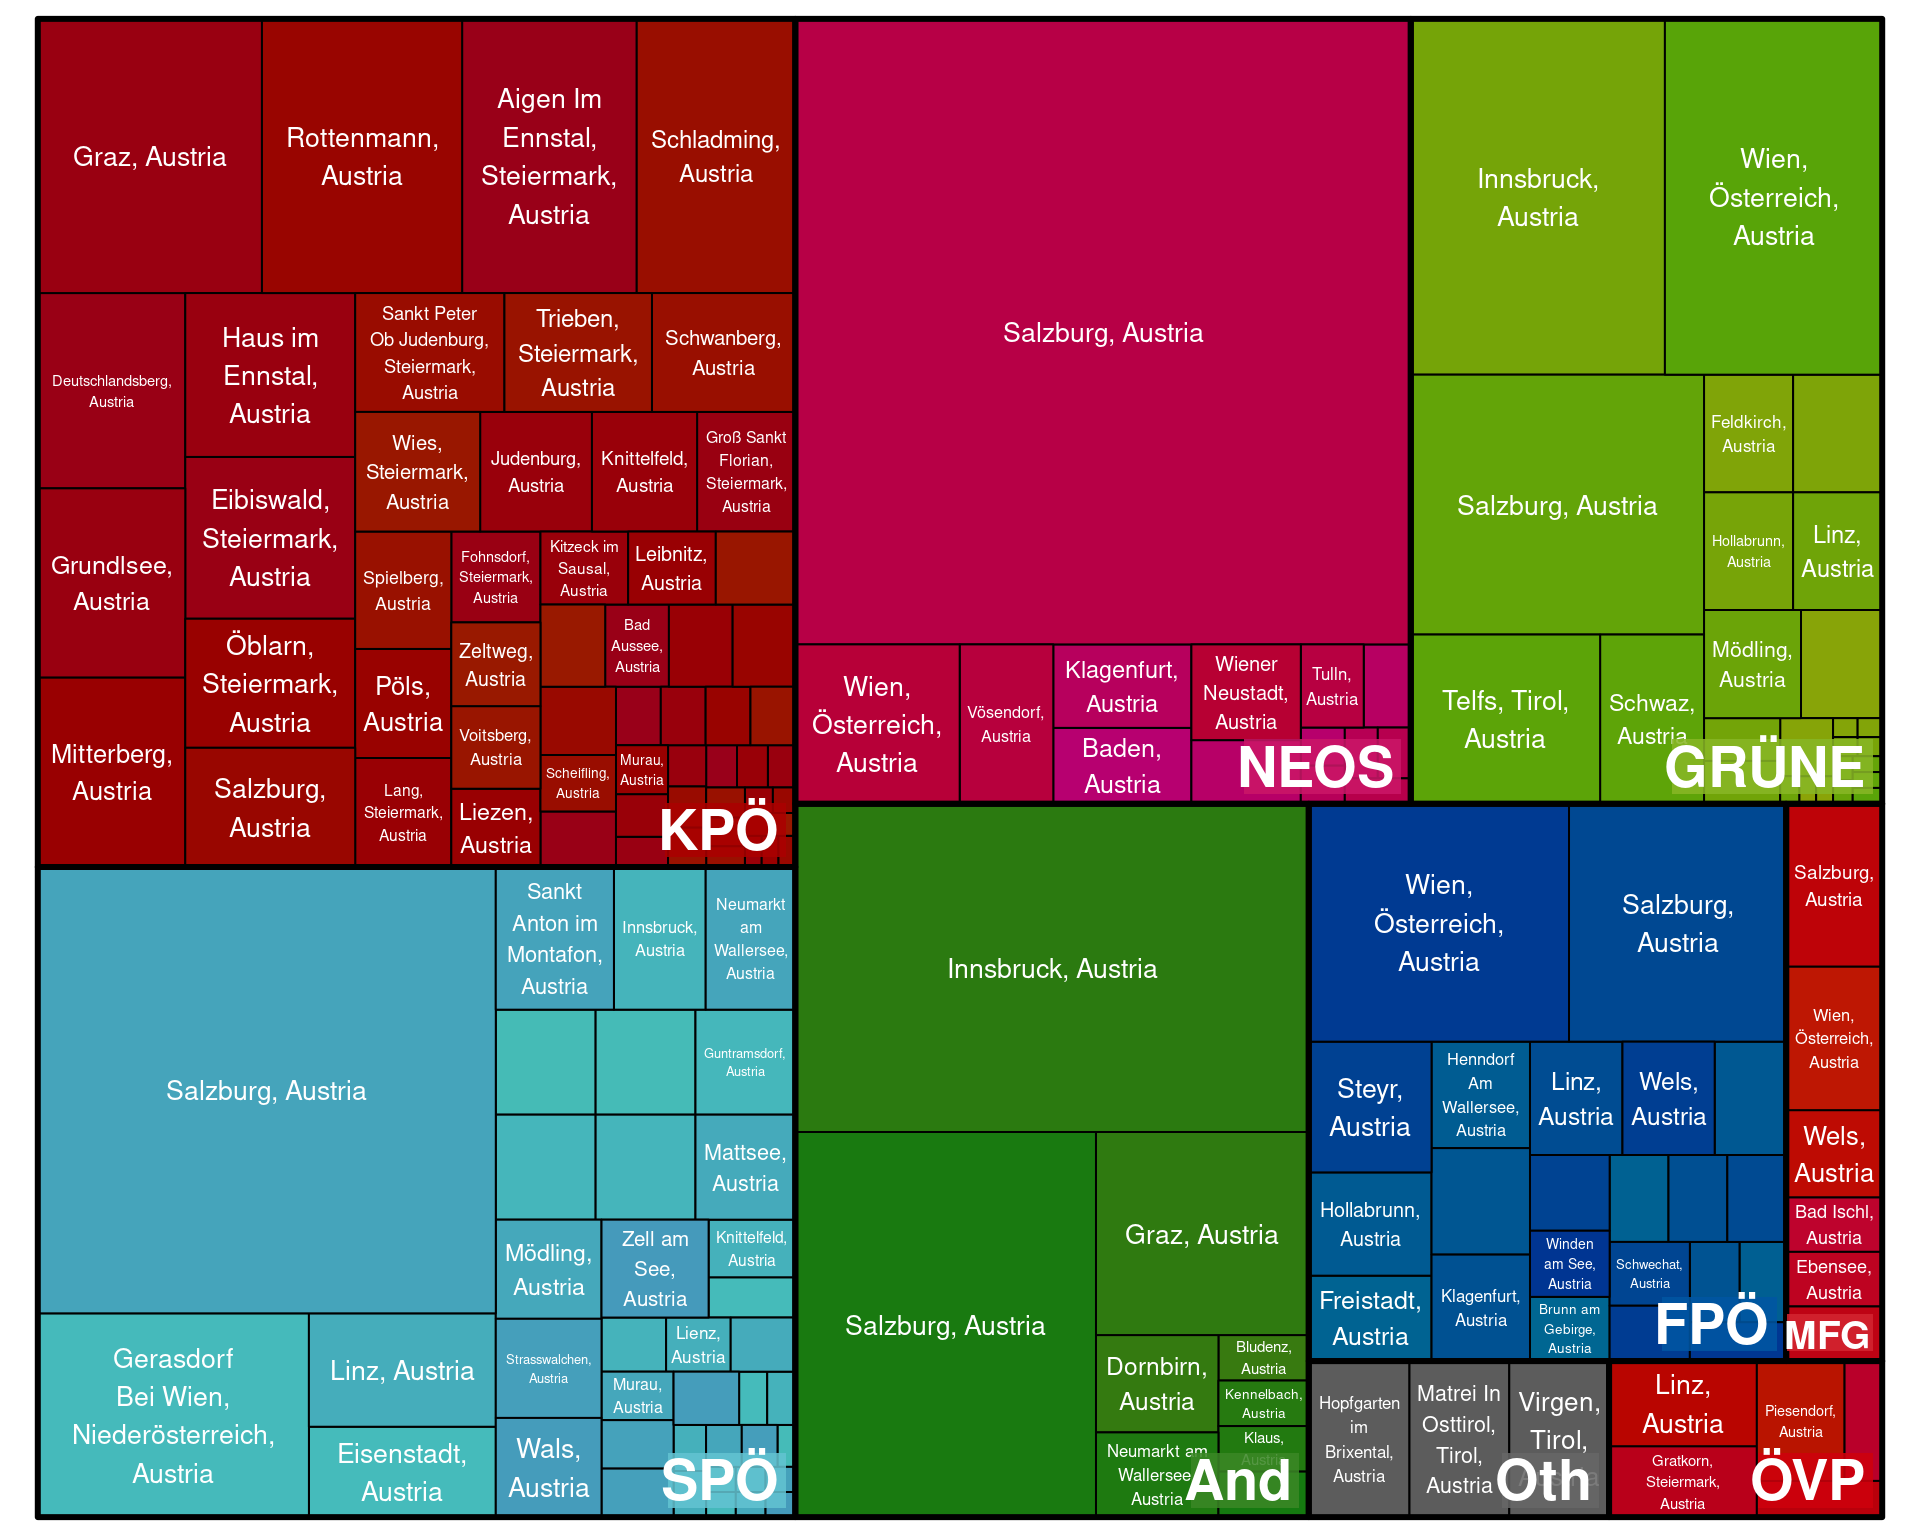 Graz, Austria
Rottenmann,
Austria
Aigen Im
Ennstal,
Steiermark,
Austria
Schladming,
Austria
Deutschlandsberg,
Austria
Haus im
Ennstal,
Austria
Sankt Peter
Ob Judenburg,
Steiermark,
Austria
Trieben,
Steiermark,
Austria
Schwanberg,
Austria
Wies,
Steiermark,
Austria
Judenburg,
Austria
Knittelfeld,
Austria
Groß Sankt
Florian,
Steiermark,
Austria
Grundlsee,
Austria
Eibiswald,
Steiermark,
Austria
Spielberg,
Austria
Fohnsdorf,
Steiermark,
Austria
Kitzeck im
Sausal,
Austria
Leibnitz,
Austria
Öblarn,
Steiermark,
Austria
Zeltweg,
Austria
Bad
Aussee,
Austria
Mitterberg,
Austria
Pöls,
Austria
Voitsberg,
Austria
Salzburg,
Austria
Lang,
Steiermark,
Austria
Liezen,
Austria
Scheifling,
Austria
Murau,
Austria
KPÖ
Salzburg, Austria
Wien,
Österreich,
Austria
Vösendorf,
Austria
Klagenfurt,
Austria
Baden,
Austria
Wiener
Neustadt,
Austria
Tulln,
Austria
NEOS
Innsbruck,
Austria
Wien,
Österreich,
Austria
Salzburg, Austria
Feldkirch,
Austria
Hollabrunn,
Austria
Linz,
Austria
Mödling,
Austria
Telfs, Tirol,
Austria
Schwaz,
Austria
GRÜNE
Salzburg, Austria
Sankt
Anton im
Montafon,
Austria
Innsbruck,
Austria
Neumarkt
am
Wallersee,
Austria
Guntramsdorf,
Austria
Mattsee,
Austria
Mödling,
Austria
Zell am
See,
Austria
Knittelfeld,
Austria
Gerasdorf
Bei Wien,
Niederösterreich,
Austria
Linz, Austria
Eisenstadt,
Austria
Strasswalchen,
Austria
Lienz,
Austria
Murau,
Austria
Wals,
Austria
SPÖ
Innsbruck, Austria
Salzburg, Austria
Graz, Austria
Dornbirn,
Austria
Bludenz,
Austria
Kennelbach,
Austria
Neumarkt am
Wallersee
Austria
Klaus,
Austria
And
Wien,
Österreich,
Austria
Salzburg,
Austria
Steyr,
Austria
Henndorf
Am
Wallersee,
Austria
Linz,
Austria
Wels,
Austria
Hollabrunn,
Austria
Winden
am See,
Austria
Schwechat,
Austria
Freistadt,
Austria
Klagenfurt,
Austria
Brunn am
Gebirge,
Austria
FPÖ
Salzburg,
Austria
Wien,
Österreich,
Austria
Wels,
Austria
Bad Ischl,
Austria
Ebensee,
Austria
MFG
Hopfgarten
im
Brixental,
Austria
Matrei In
Osttirol,
Tirol,
Austria
Virgen,
Tirol,
Austria
Oth
Linz,
Austria
Piesendorf,
Austria
Gratkorn,
Steiermark,
Austria
ÖVP